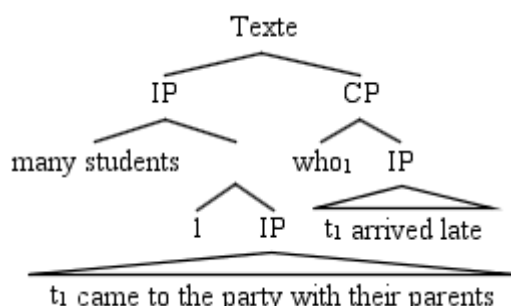 Texte
IP CP
many students who₁ IP
1 IP t₁ arrived late
t₁ came to the party with their parents